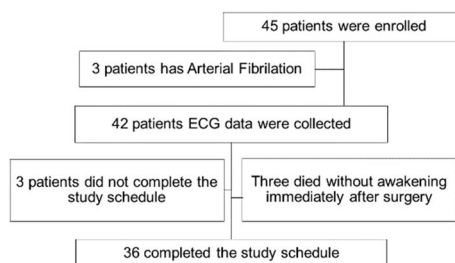 45 patients were enrolled
3 patients has Arterial Fibrilation
42 patients ECG data were collected
3 patients did not complete the
study schedule
Three died without awakening
immediately after surgery
36 completed the study schedule